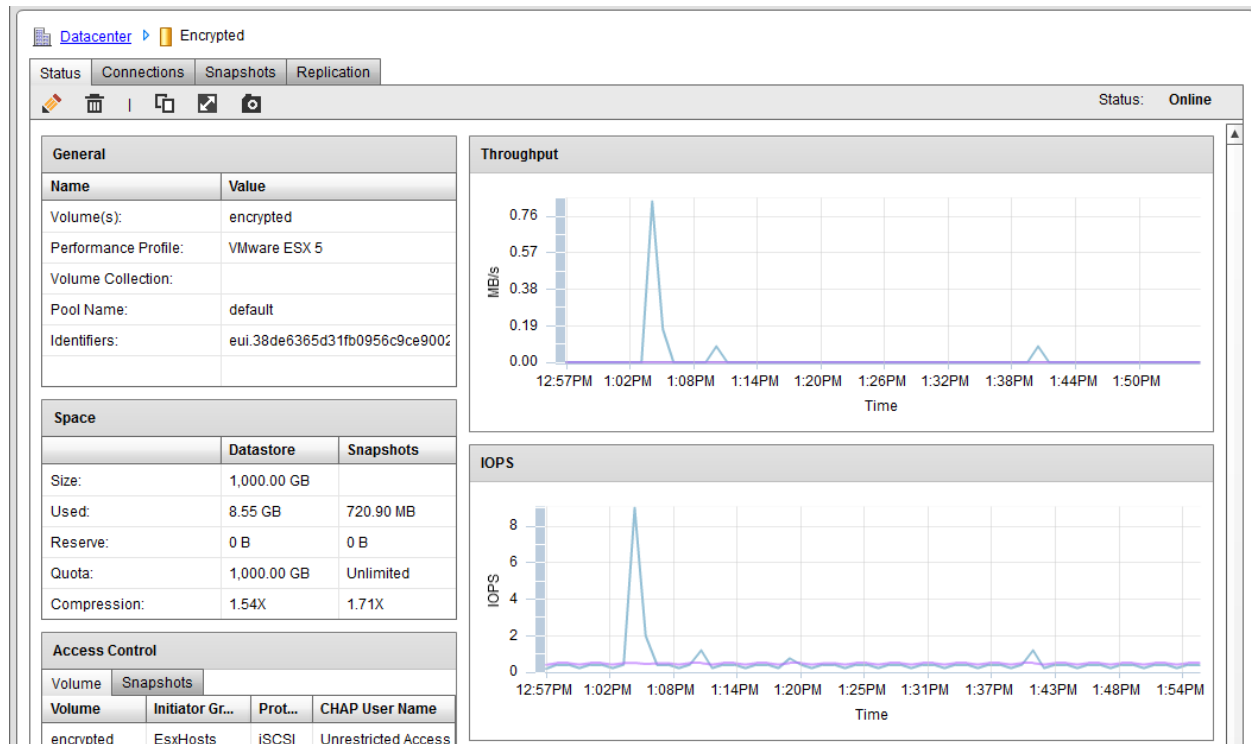 Datacenter Encrypted
Status Connections Snapshots Replication
Status: Online
General
Name Value
Volume(s): encrypted
Performance Profile: VMware ESX 5
Volume Collection:
Pool Name: default
Identifiers: eui.38de6365d31fb0956c9ce9002
Space
Datastore Snapshots
Size: 1,000.00 GB
Used: 8.55 GB 720.90 MB
Reserve: 0 B 0 B
Quota: 1,000.00 GB Unlimited
Compression: 1.54X 1.71X
Access Control
Volume Snapshots
Volume Initiator Gr... Prot... CHAP User Name
encrypted EsxHosts iSCSI Unrestricted Access
Throughput
MB/s
0.76
0.57
0.38
0.19
0.00
12:57PM 1:02PM 1:08PM 1:14PM 1:20PM 1:26PM 1:32PM 1:38PM 1:44PM 1:50PM
Time
IOPS
IOPS
8
6
4
2
0
12:57PM 1:02PM 1:08PM 1:14PM 1:20PM 1:25PM 1:31PM 1:37PM 1:43PM 1:48PM 1:54PM
Time